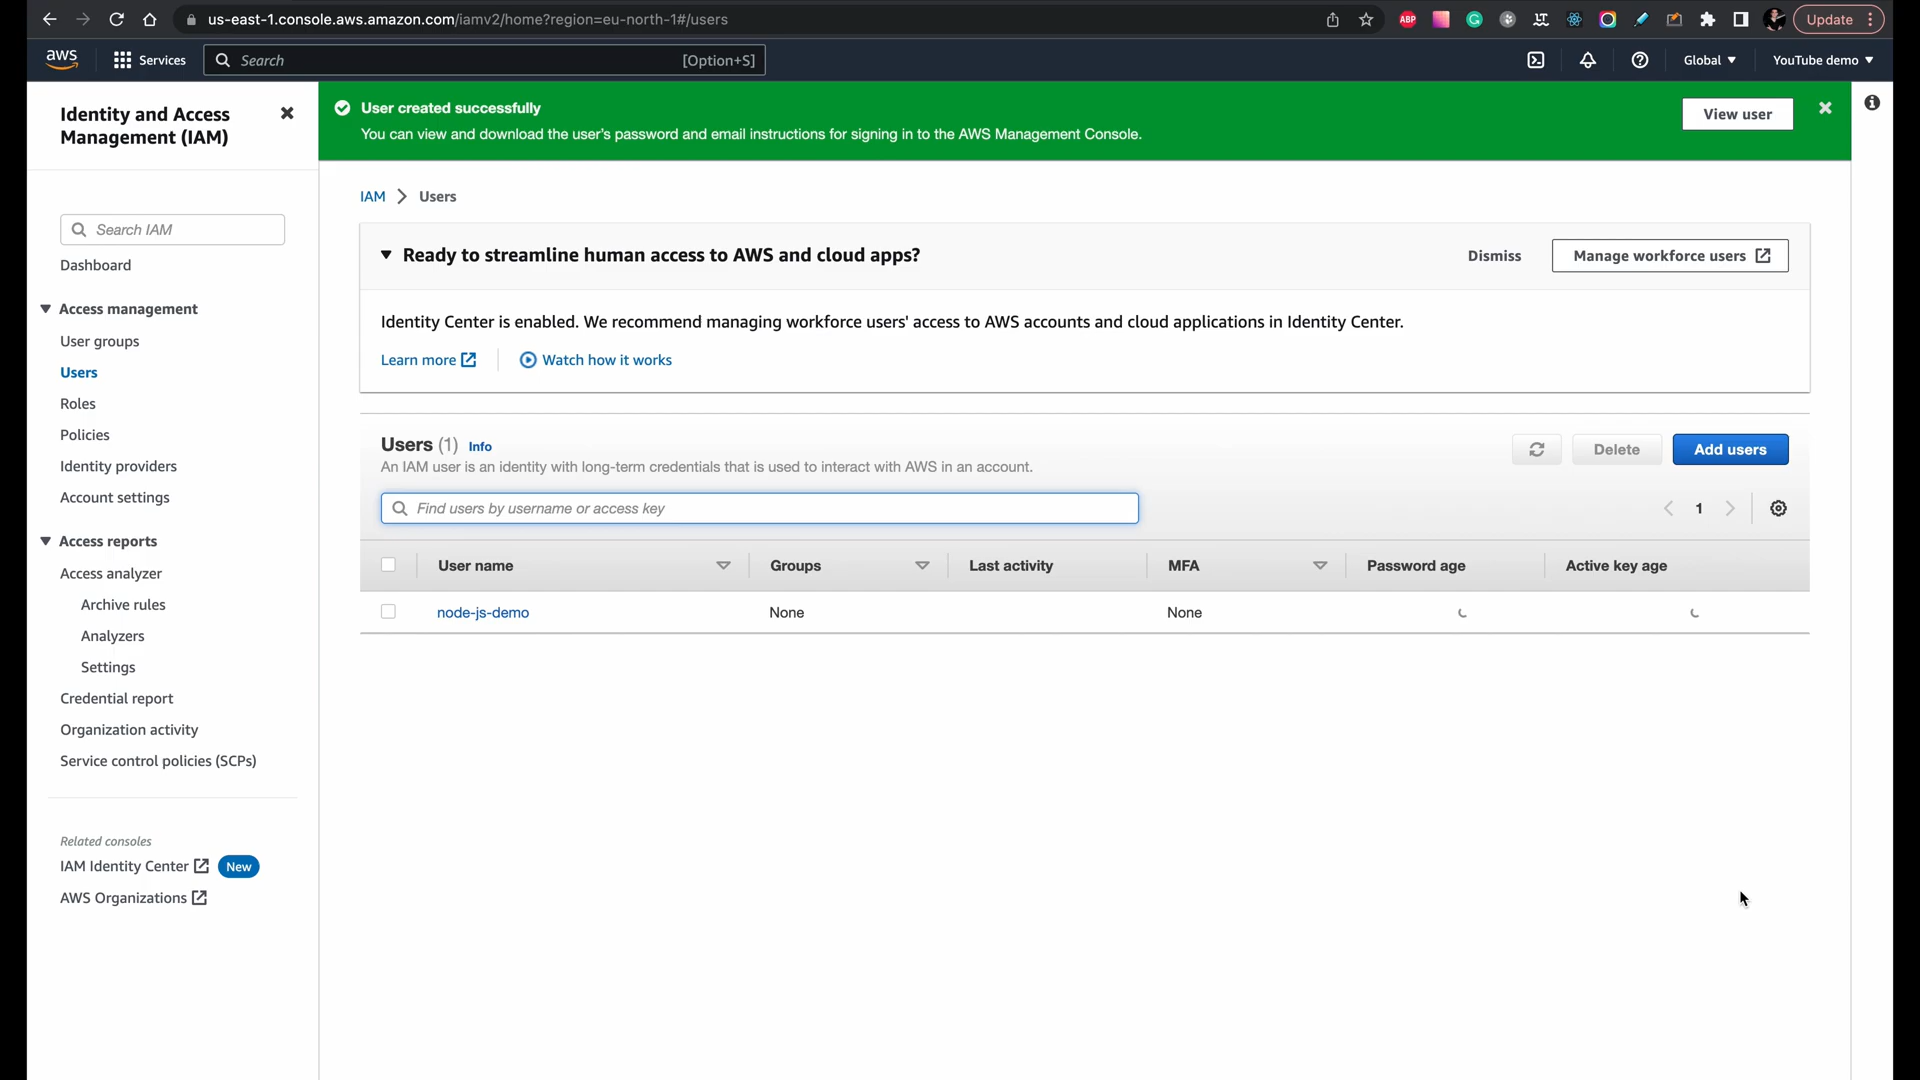 us-east-1.console.aws.amazon.com/iamv2/home?region=eu-north-1#/users
ABP
Update
aws
Services
Search
[Option+S]
Global
YouTube demo
Identity and Access
Management (IAM)
Search IAM
Dashboard
Access management
User groups
Users
Roles
Policies
Identity providers
Account settings
Access reports
Access analyzer
Archive rules
Analyzers
Settings
Credential report
Organization activity
Service control policies (SCPs)
Related consoles
IAM Identity Center
New
AWS Organizations
User created successfully
You can view and download the user's password and email instructions for signing in to the AWS Management Console.
View user
IAM
Users
Ready to streamline human access to AWS and cloud apps?
Dismiss
Manage workforce users
Identity Center is enabled. We recommend managing workforce users' access to AWS accounts and cloud applications in Identity Center.
Learn more
Watch how it works
Users (1)
Info
An IAM user is an identity with long-term credentials that is used to interact with AWS in an account.
Delete
Add users
Find users by username or access key
1
User name
Groups
Last activity
MFA
Password age
Active key age
node-js-demo
None
None